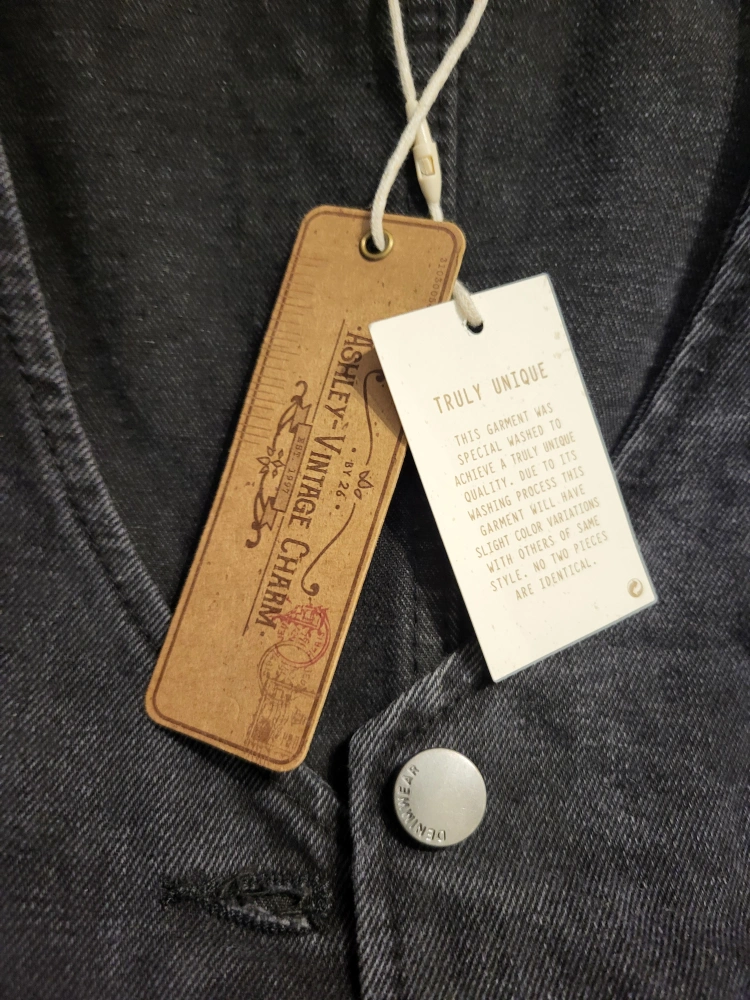 ASHLEY-VINTAGE CHARM
• BY 26 •
EST. 1997
TRULY UNIQUE
THIS GARMENT WAS
SPECIAL WASHED TO
ACHIEVE A TRULY UNIQUE
QUALITY. DUE TO ITS
WASHING PROCESS THIS
GARMENT WILL HAVE
SLIGHT COLOR VARIATIONS
WITH OTHERS OF SAME
STYLE. NO TWO PIECES
ARE IDENTICAL.
DENIMWEAR